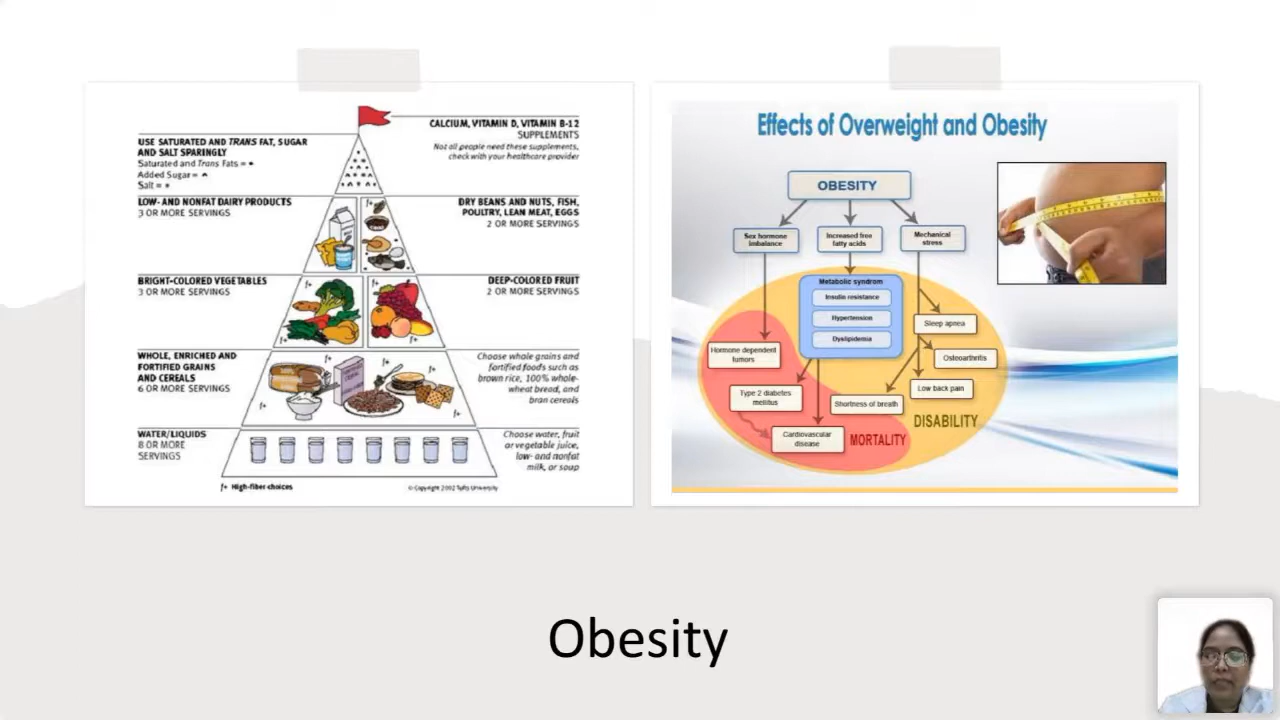 CALCIUM, VITAMIN D, VITAMIN B-12
SUPPLEMENTS
Not all people need these supplements,
check with your healthcare provider
USE SATURATED AND TRANS FAT, SUGAR
AND SALT SPARINGLY
Saturated and Trans Fats =
Added Sugar =
Salt =
LOW- AND NONFAT DAIRY PRODUCTS
3 OR MORE SERVINGS
DRY BEANS AND NUTS, FISH,
POULTRY, LEAN MEAT, EGGS
2 OR MORE SERVINGS
BRIGHT-COLORED VEGETABLES
3 OR MORE SERVINGS
DEEP-COLORED FRUIT
2 OR MORE SERVINGS
WHOLE, ENRICHED AND
FORTIFIED GRAINS
AND CEREALS
6 OR MORE SERVINGS
Choose whole grains and
fortified foods such as
brown rice, 100% whole-
wheat bread, and
bran cereals
WATER/LIQUIDS
8 OR MORE
SERVINGS
Choose water, fruit
or vegetable juice,
low- and nonfat
milk, or soup
f+ High-fiber choices
© Copyright 2002 Tufts University
Effects of Overweight and Obesity
OBESITY
Sex hormone
imbalance
Increased free
fatty acids
Mechanical
stress
Metabolic syndrom
Insulin resistance
Hypertension
Dyslipidemia
Sleep apnea
Hormone dependent
tumors
Osteoarthritis
Type 2 diabetes
mellitus
Low back pain
Shortness of breath
DISABILITY
Cardiovascular
disease
MORTALITY
Obesity